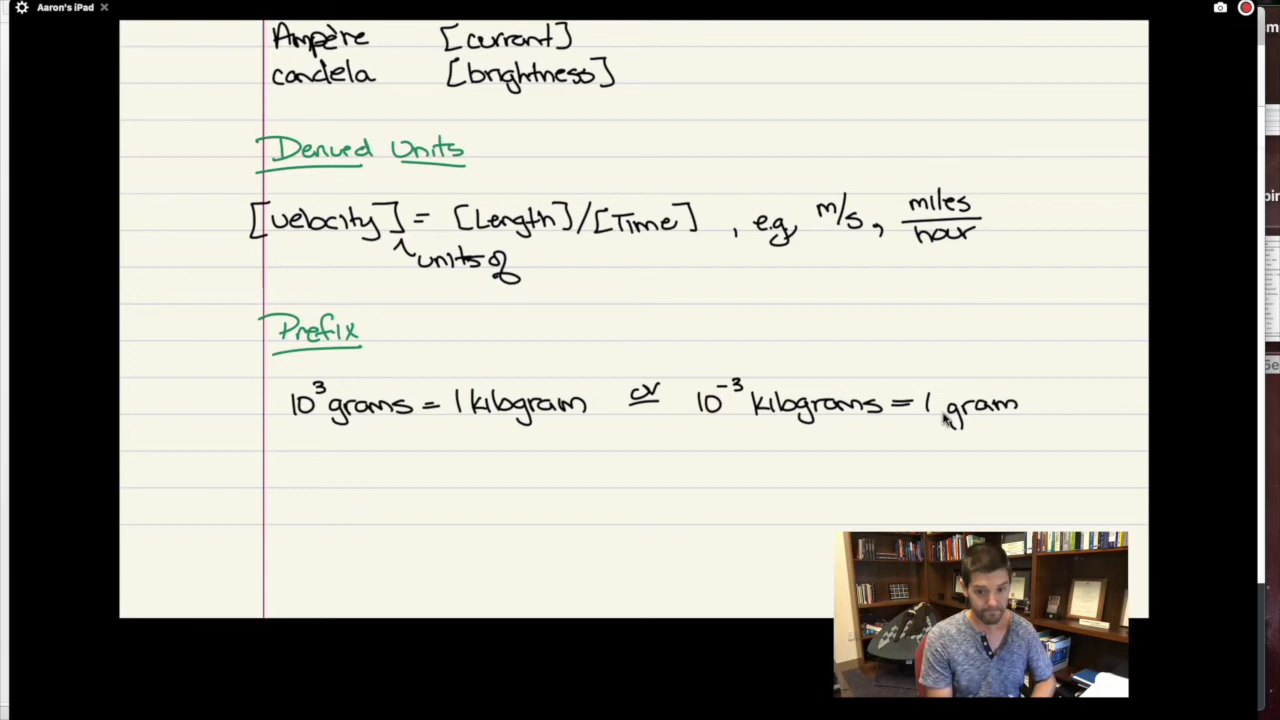 Aaron's iPad
Ampère [current]
candela [brightness]
Derived Units
[velocity] = [Length]/[Time] , e.g, m/s, miles/hour
units of
Prefix
10³ grams = 1 kilogram or 10⁻³ kilograms = 1 gram